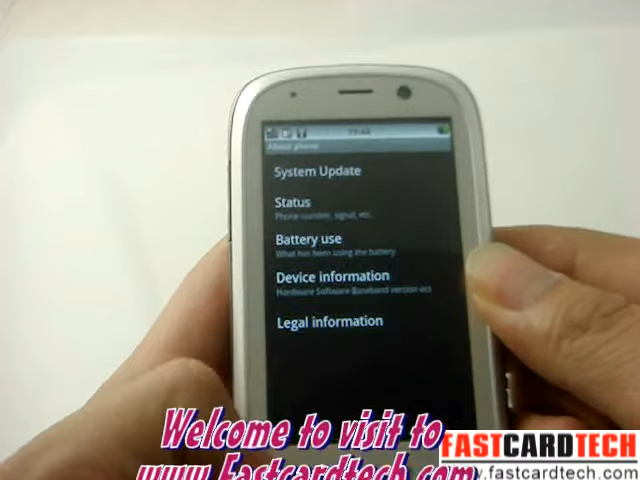 About phone
System Update
Status
Phone number, signal, etc.
Battery use
What has been using the battery
Device information
Hardware Software Baseband version ect
Legal information
Welcome to visit to
www.Fastcardtech.com
FASTCARDTECH
www.fastcardtech.com